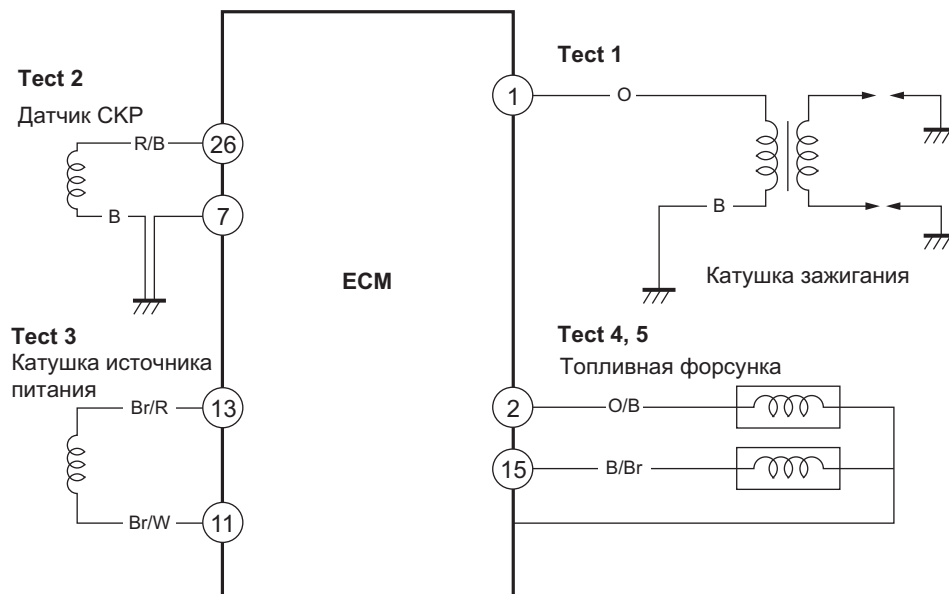 Тест 1
1
O
B
Катушка зажигания
Тест 2
Датчик CKP
R/B
26
B
7
ECM
Тест 3
Катушка источника
питания
Br/R
13
Br/W
11
Тест 4, 5
Топливная форсунка
2
O/B
15
B/Br